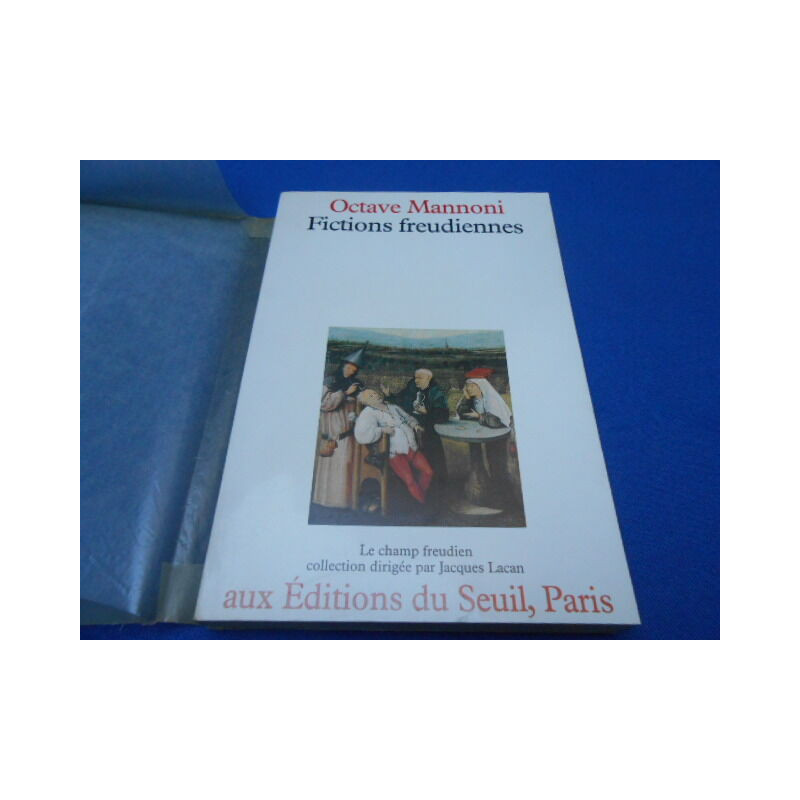 Octave Mannoni
Fictions freudiennes
Le champ freudien
collection dirigée par Jacques Lacan
aux Éditions du Seuil, Paris